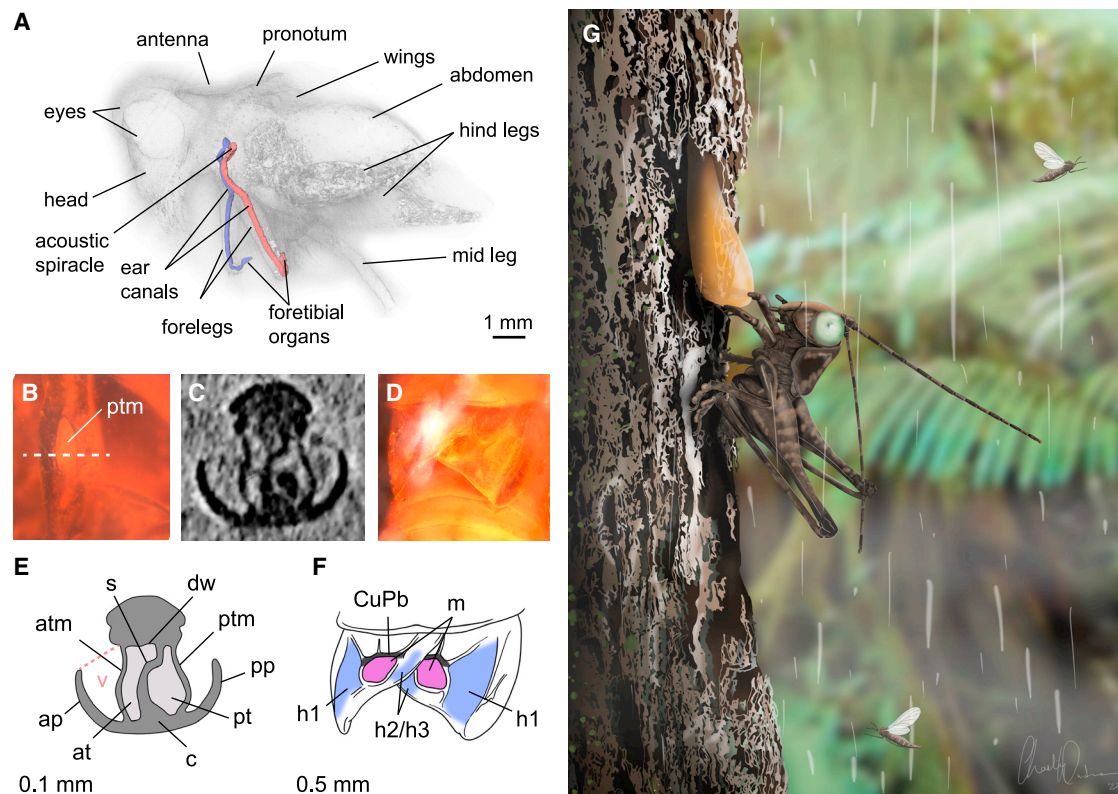 A
antenna
pronotum
wings
abdomen
eyes
hind legs
head
acoustic
spiracle
ear
canals
mid leg
forelegs
foretibial
organs
1 mm
B
ptm
C
D
E
s
dw
atm
ptm
v
pp
ap
at
c
pt
0.1 mm
F
CuPb
m
h1
h2/h3
h1
0.5 mm
G